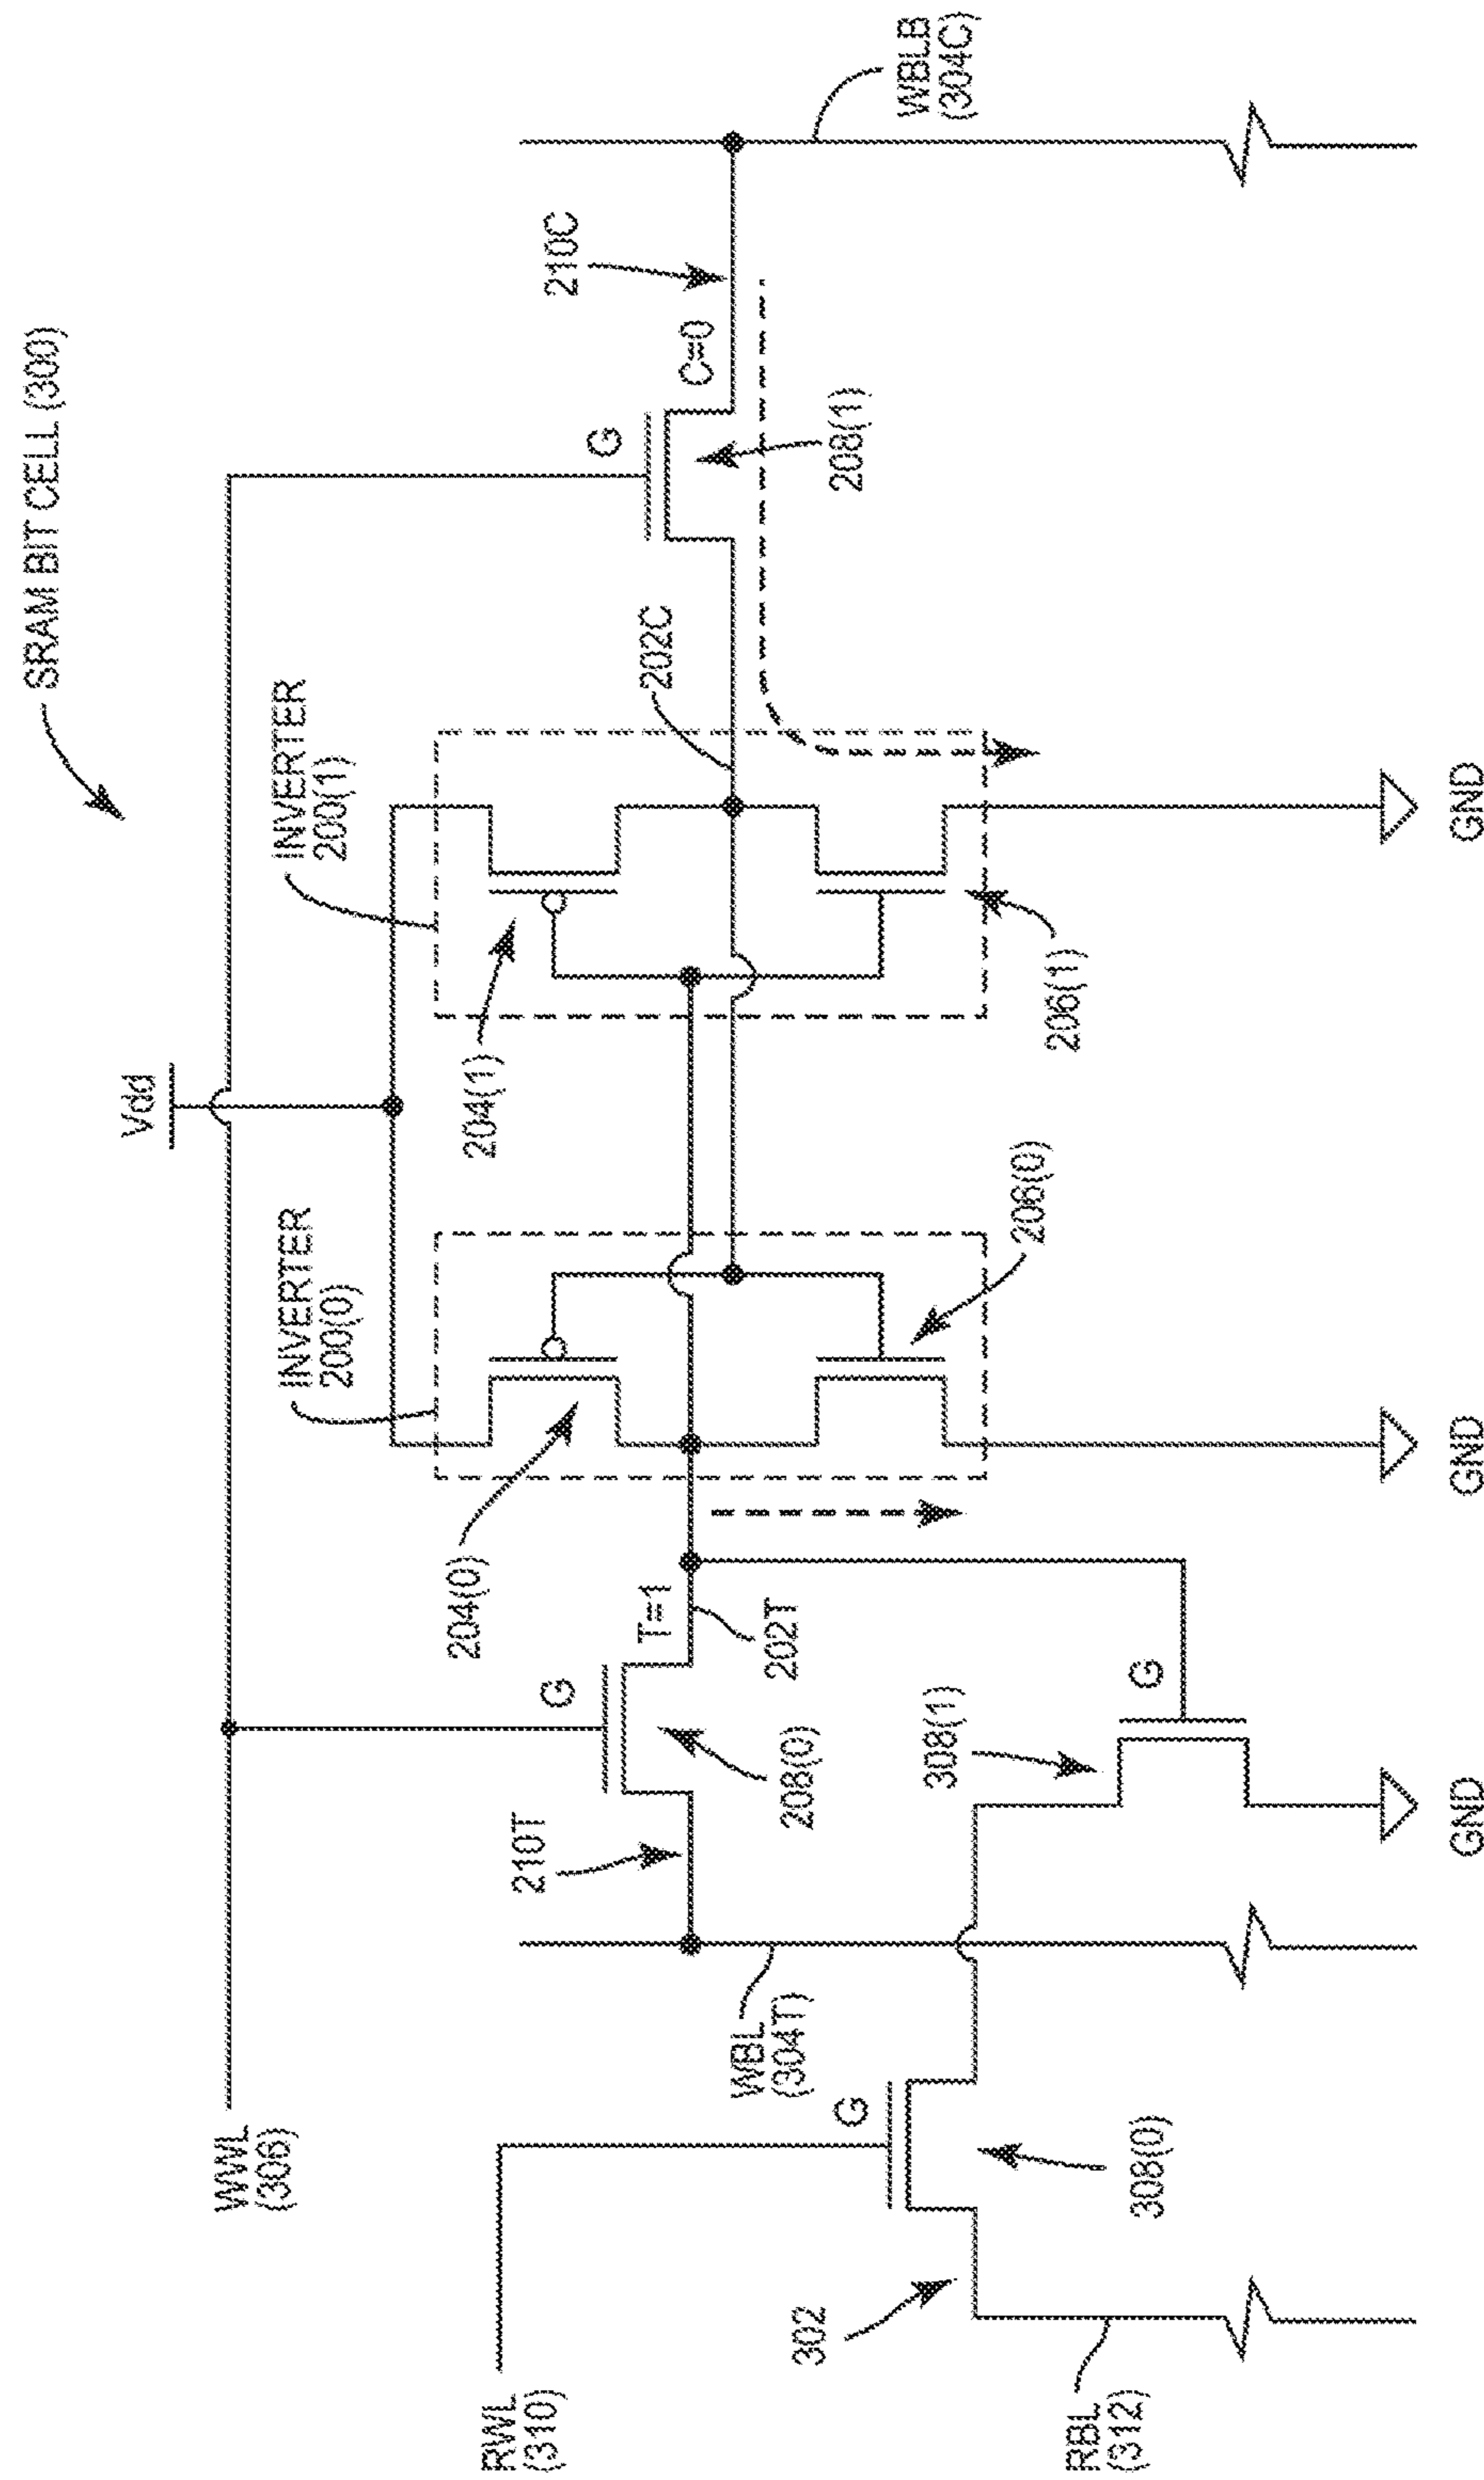 SRAM BIT CELL (300)
Vdd
WWL
(306)
INVERTER
200(0)
INVERTER
200(1)
RWL
(310)
204(0)
204(1)
G
G
210T
T=1
202C
C=0
210C
208(0)
202T
208(1)
WBL
(304T)
WBLB
(304C)
G
302
308(1)
206(0)
206(1)
G
308(0)
RBL
(312)
GND
GND
GND